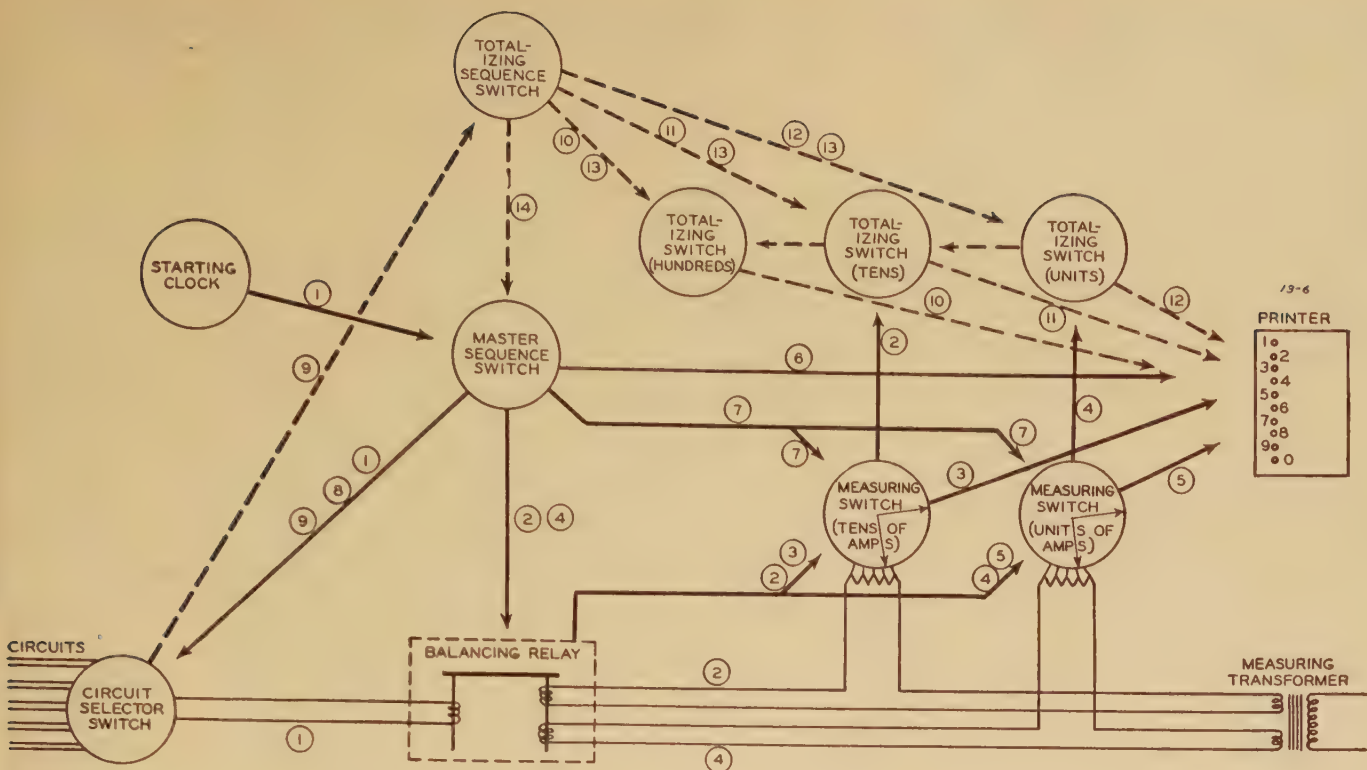 TOTAL-
IZING
SEQUENCE
SWITCH
10
13
11
13
12
13
14
9
STARTING
CLOCK
1
TOTAL-
IZING
SWITCH
(HUNDREDS)
TOTAL-
IZING
SWITCH
(TENS)
TOTAL-
IZING
SWITCH
(UNITS)
10
11
12
13-6
PRINTER
1
2
3
4
5
6
7
8
9
0
MASTER
SEQUENCE
SWITCH
6
2
4
7
7
7
1
8
9
2 4
MEASURING
SWITCH
(TENS OF
AMPS)
3
MEASURING
SWITCH
(UNITS OF
AMPS)
5
3
2
5
4
CIRCUITS
CIRCUIT
SELECTOR
SWITCH
1
BALANCING RELAY
2
4
MEASURING
TRANSFORMER